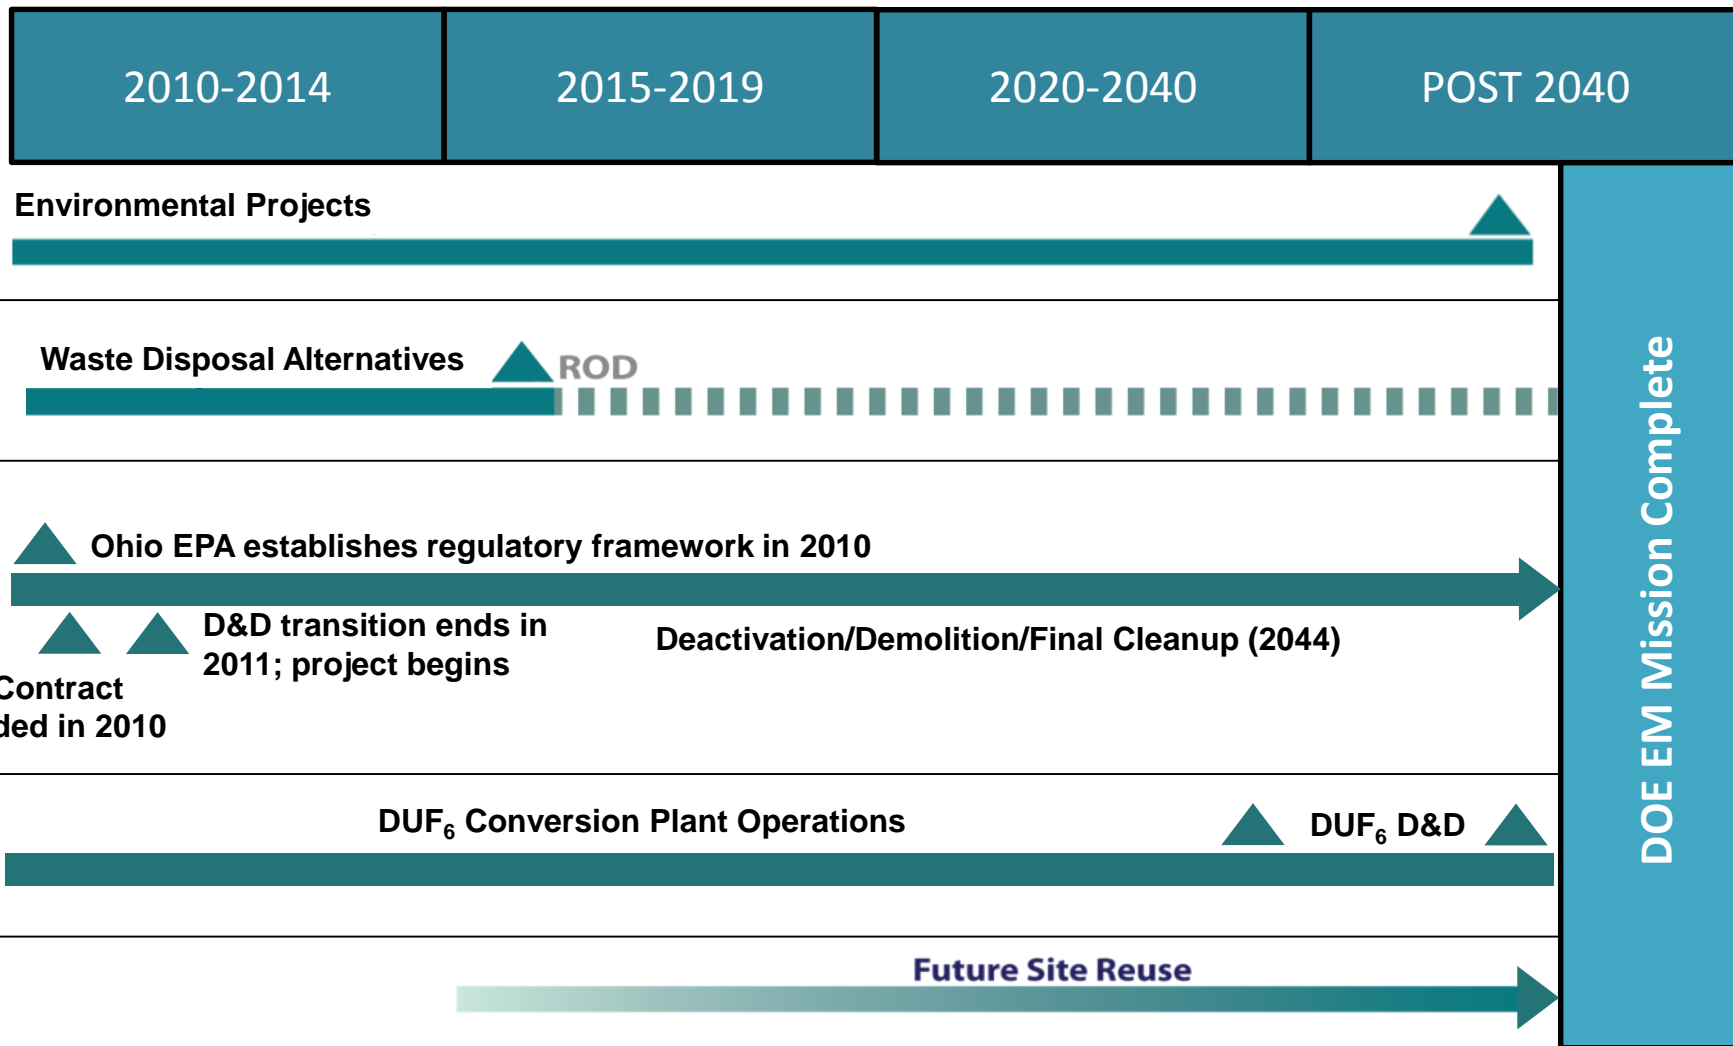 2010-2014
2015-2019
2020-2040
POST 2040
Environmental Projects
Waste Disposal Alternatives
ROD
Ohio EPA establishes regulatory framework in 2010
D&D transition ends in
2011; project begins
Deactivation/Demolition/Final Cleanup (2044)
Contract
ded in 2010
DUF6 Conversion Plant Operations
DUF6 D&D
Future Site Reuse
DOE EM Mission Complete